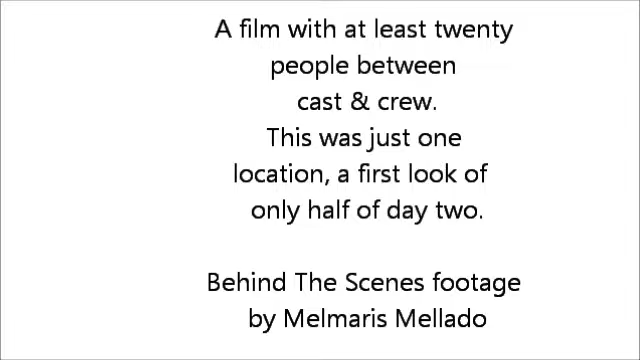 A film with at least twenty
people between
cast & crew.
This was just one
location, a first look of
only half of day two.
Behind The Scenes footage
by Melmaris Mellado